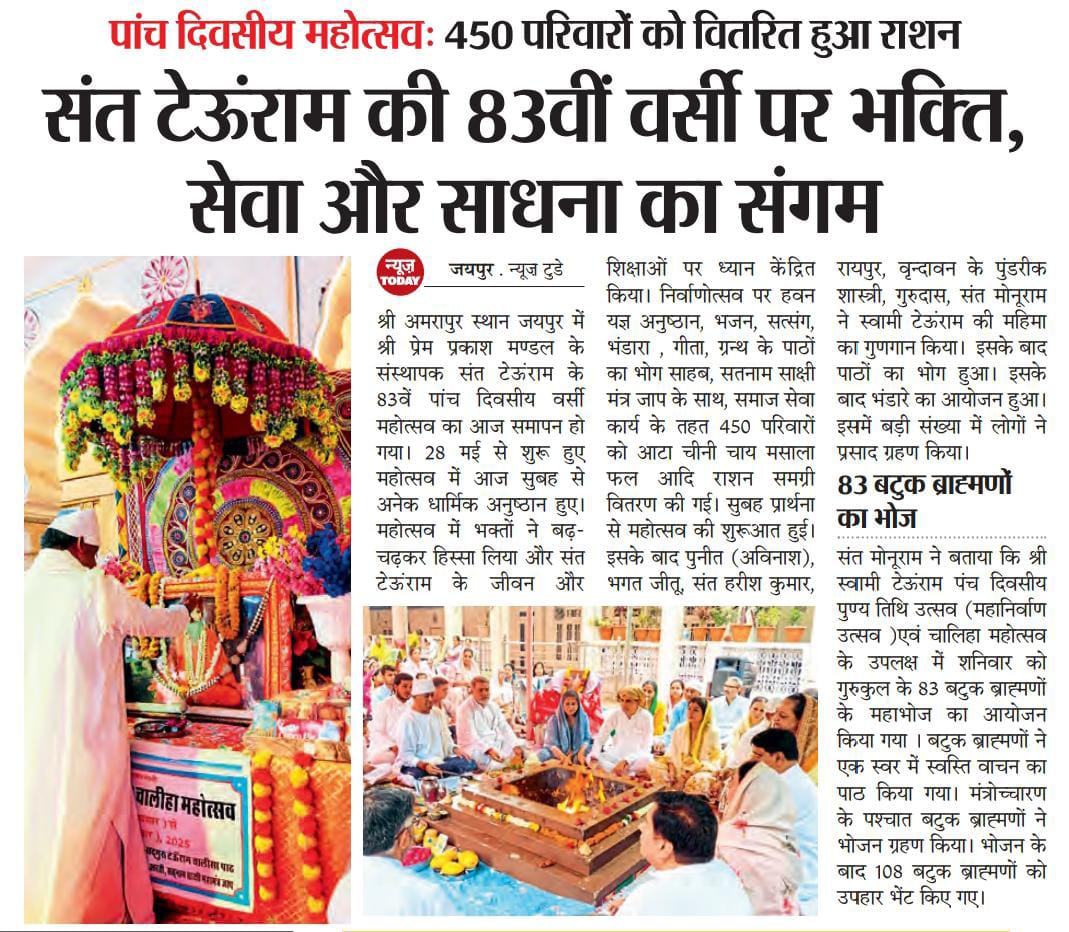 पांच दिवसीय महोत्सवः 450 परिवारों को वितरित हुआ राशन
संत टेऊंराम की 83वीं वर्सी पर भक्ति,
सेवा और साधना का संगम
न्यूज़
TODAY
जयपुर . न्यूज टुडे
श्री अमरापुर स्थान जयपुर में
श्री प्रेम प्रकाश मण्डल के
संस्थापक संत टेऊंराम के
83वें पांच दिवसीय वर्सी
महोत्सव का आज समापन हो
गया। 28 मई से शुरू हुए
महोत्सव में आज सुबह से
अनेक धार्मिक अनुष्ठान हुए।
महोत्सव में भक्तों ने बढ़-
चढ़कर हिस्सा लिया और संत
टेऊंराम के जीवन और
शिक्षाओं पर ध्यान केंद्रित
किया। निर्वाणोत्सव पर हवन
यज्ञ अनुष्ठान, भजन, सत्संग,
भंडारा , गीता, ग्रन्थ के पाठों
का भोग साहब, सतनाम साक्षी
मंत्र जाप के साथ, समाज सेवा
कार्य के तहत 450 परिवारों
को आटा चीनी चाय मसाला
फल आदि राशन समग्री
वितरण की गई। सुबह प्रार्थना
से महोत्सव की शुरूआत हुई।
इसके बाद पुनीत (अविनाश),
भगत जीतू, संत हरीश कुमार,
रायपुर, वृन्दावन के पुंडरीक
शास्त्री, गुरुदास, संत मोनूराम
ने स्वामी टेऊंराम की महिमा
का गुणगान किया। इसके बाद
पाठों का भोग हुआ। इसके
बाद भंडारे का आयोजन हुआ।
इसमें बड़ी संख्या में लोगों ने
प्रसाद ग्रहण किया।
83 बटुक ब्राह्मणों
का भोज
संत मोनूराम ने बताया कि श्री
स्वामी टेऊंराम पंच दिवसीय
पुण्य तिथि उत्सव (महानिर्वाण
उत्सव )एवं चालिहा महोत्सव
के उपलक्ष में शनिवार को
गुरुकुल के 83 बटुक ब्राह्मणों
के महाभोज का आयोजन
किया गया । बटुक ब्राह्मणों ने
एक स्वर में स्वस्ति वाचन का
पाठ किया गया। मंत्रोच्चारण
के पश्चात बटुक ब्राह्मणों ने
भोजन ग्रहण किया। भोजन के
बाद 108 बटुक ब्राह्मणों को
उपहार भेंट किए गए।
चालीहा महोत्सव
) से
), 2025
टेऊंराम चालीसा पाठ